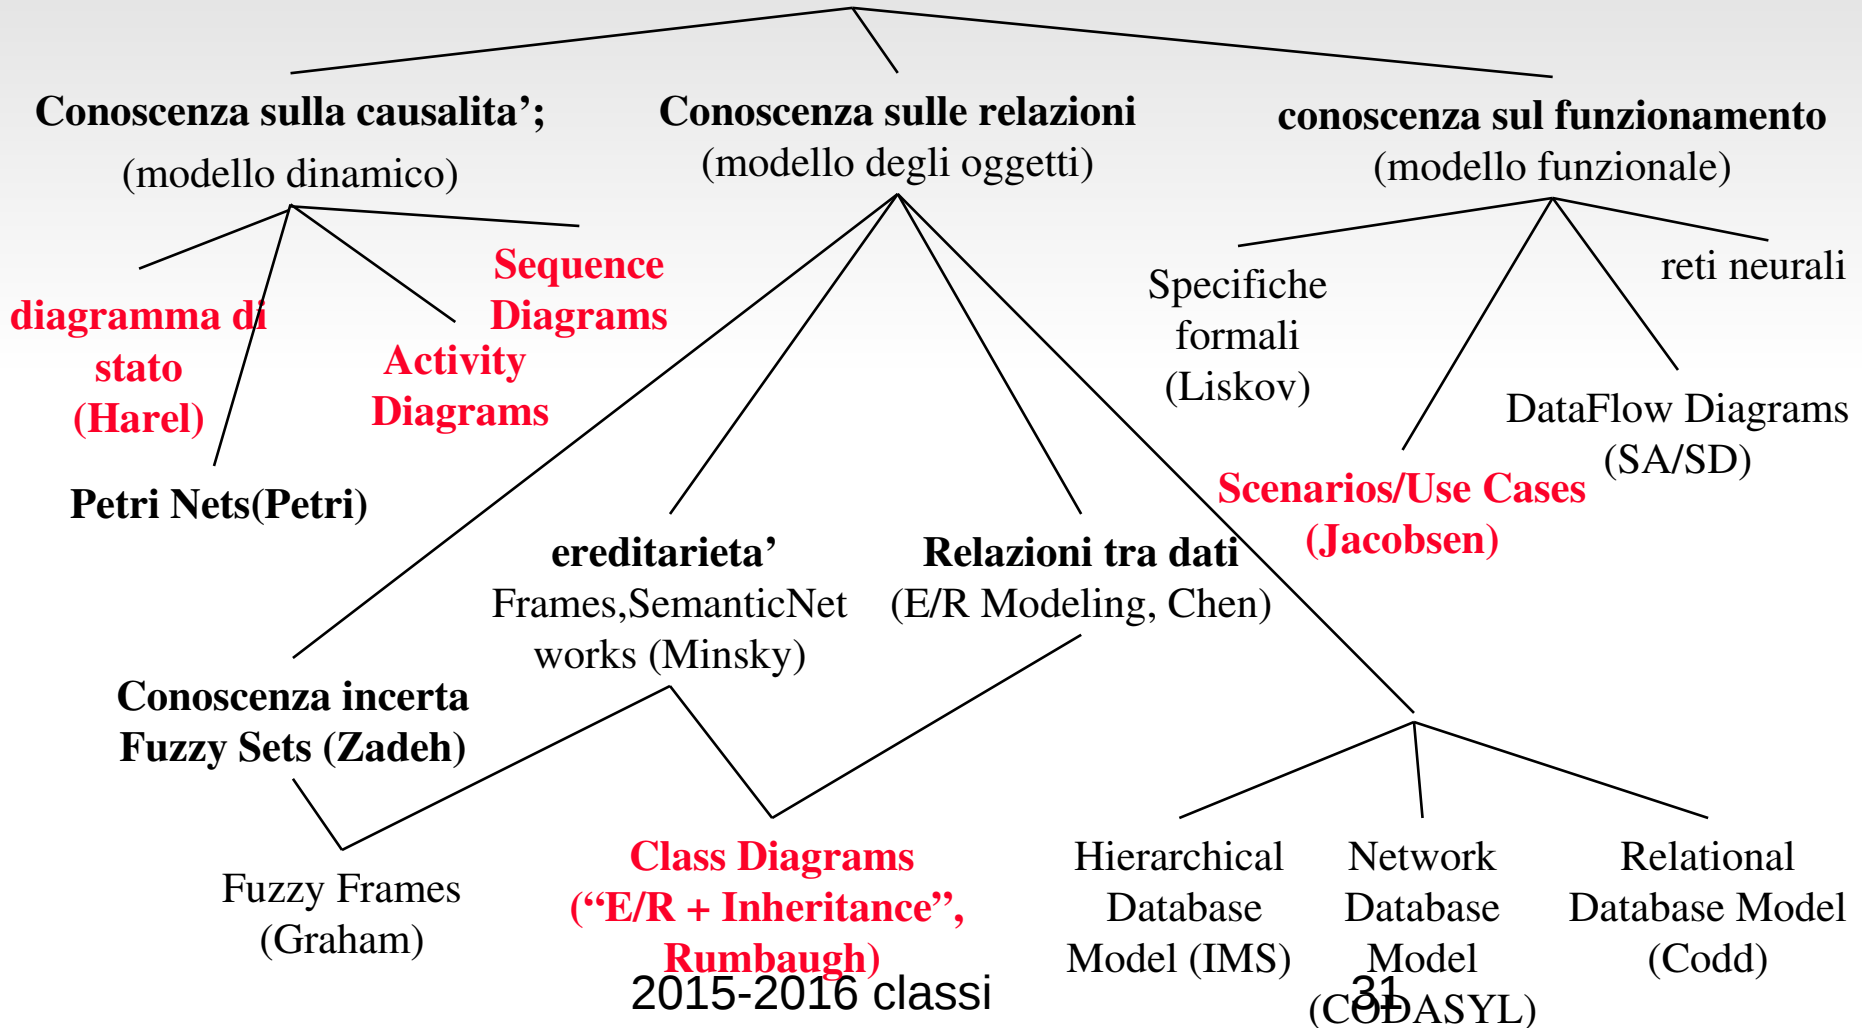 Conoscenza sulla causalita’;
(modello dinamico)
Conoscenza sulle relazioni
(modello degli oggetti)
conoscenza sul funzionamento
(modello funzionale)
diagramma di
stato
(Harel)
Petri Nets(Petri)
Activity
Diagrams
Sequence
Diagrams
Specifiche
formali
(Liskov)
reti neurali
DataFlow Diagrams
(SA/SD)
Scenarios/Use Cases
(Jacobsen)
ereditarieta’
Frames,SemanticNet
works (Minsky)
Relazioni tra dati
(E/R Modeling, Chen)
Conoscenza incerta
Fuzzy Sets (Zadeh)
Fuzzy Frames
(Graham)
Class Diagrams
(“E/R + Inheritance”,
Rumbaugh)
Hierarchical
Database
Model (IMS)
Network
Database
Model
(CODASYL)
Relational
Database Model
(Codd)
2015-2016 classi
31